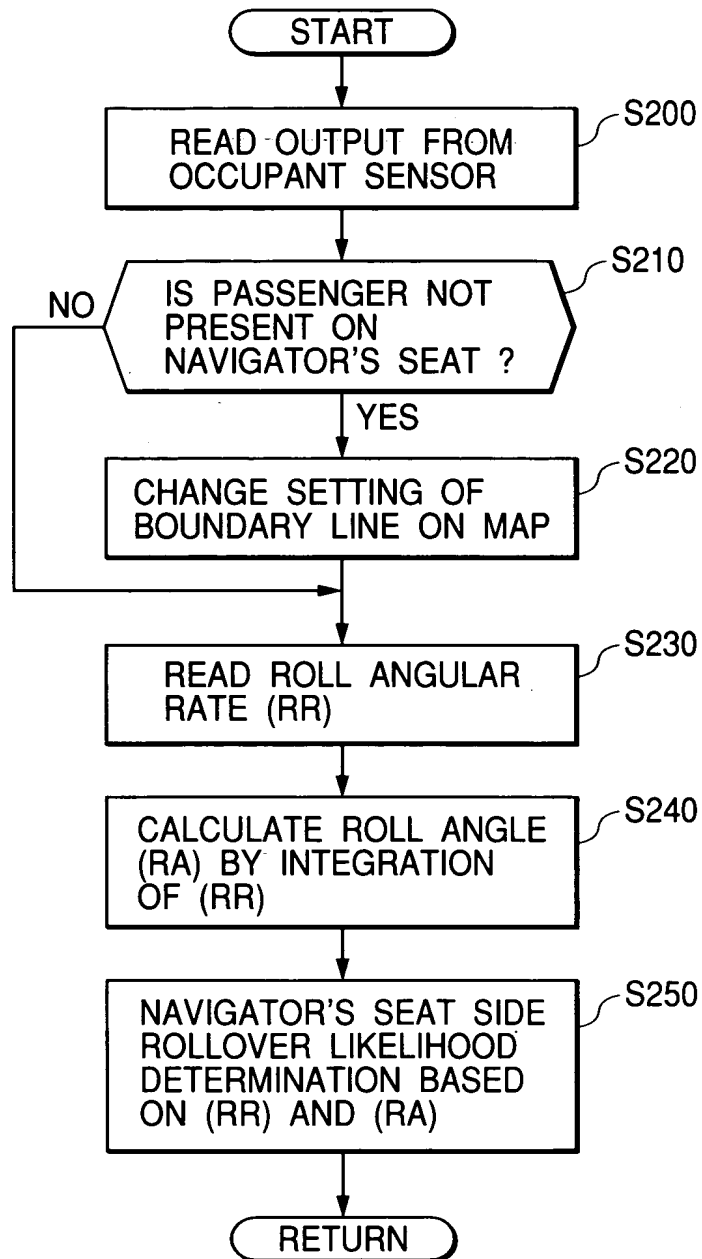 START
S200
READ OUTPUT FROM
OCCUPANT SENSOR
S210
IS PASSENGER NOT
PRESENT ON
NAVIGATOR'S SEAT ?
NO
YES
S220
CHANGE SETTING OF
BOUNDARY LINE ON MAP
S230
READ ROLL ANGULAR
RATE (RR)
S240
CALCULATE ROLL ANGLE
(RA) BY INTEGRATION
OF (RR)
S250
NAVIGATOR'S SEAT SIDE
ROLLOVER LIKELIHOOD
DETERMINATION BASED
ON (RR) AND (RA)
RETURN